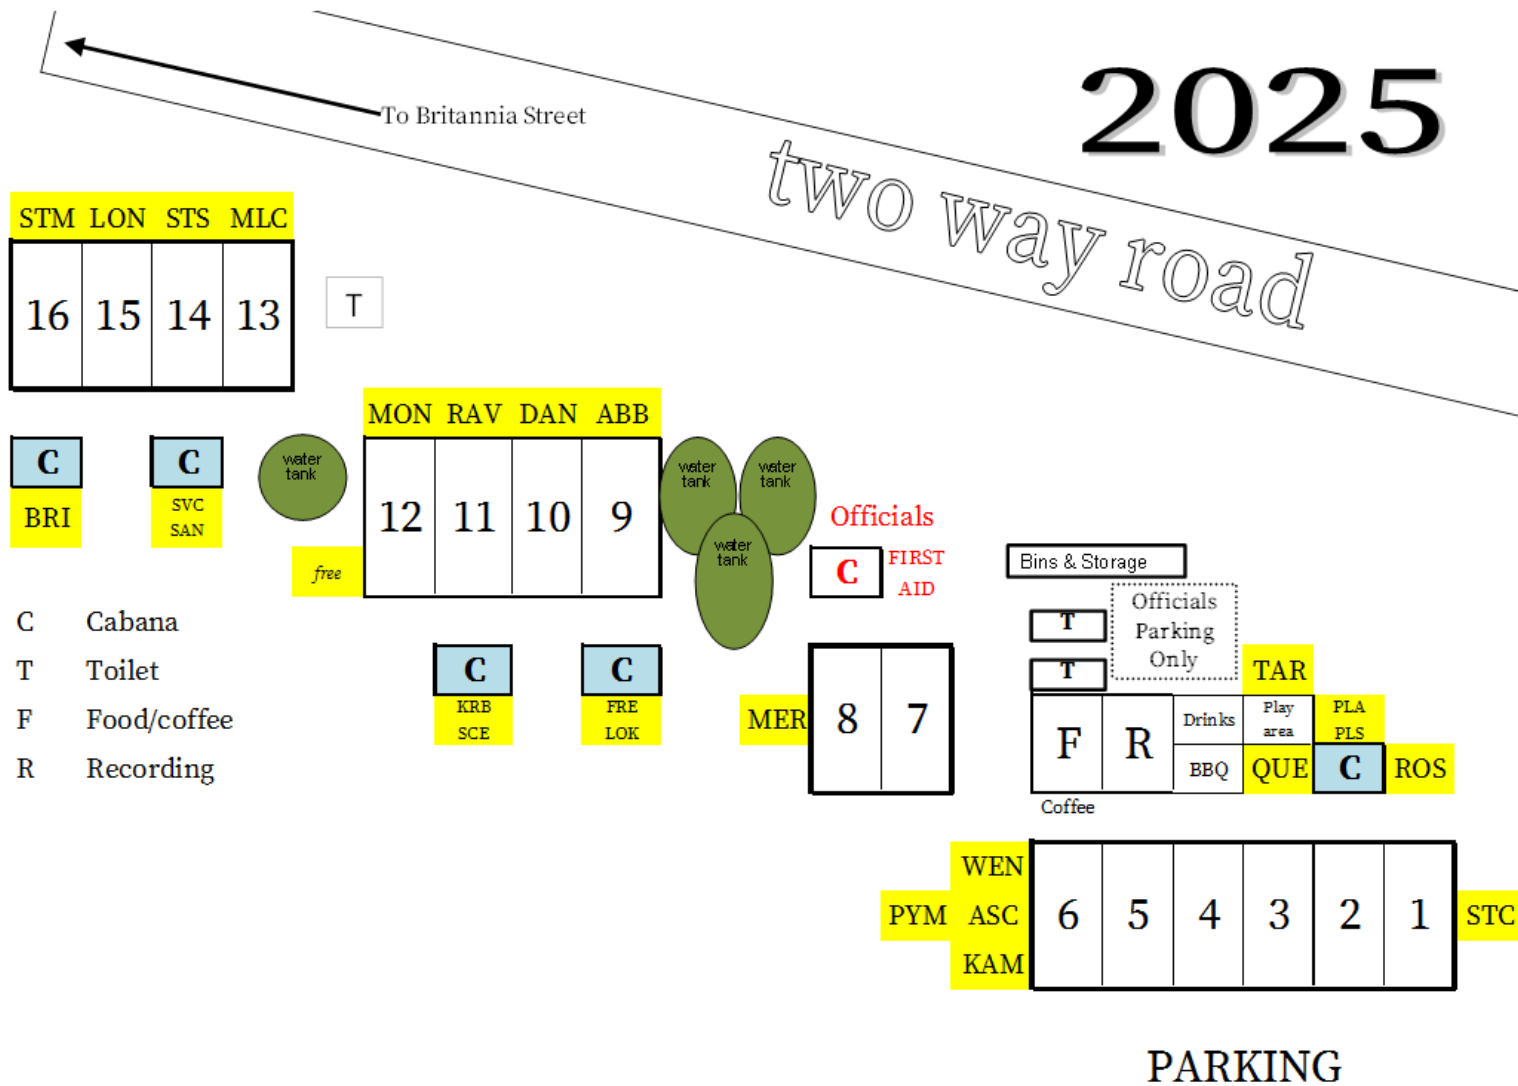 2025
To Britannia Street
two way road
STM LON STS MLC
16 15 14 13
T
MON RAV DAN ABB
12 11 10 9
C
BRI
C
SVC
SAN
water
tank
free
water
tank
water
tank
water
tank
Officials
C
FIRST
AID
Bins & Storage
T
T
Officials
Parking
Only
C Cabana
T Toilet
F Food/coffee
R Recording
C
KRB
SCE
C
FRE
LOK
MER
8 7
F R
Drinks
BBQ
Play
area
TAR
QUE
PLA
PLS
C
ROS
Coffee
WEN
PYM ASC
KAM
6 5 4 3 2 1
STC
PARKING